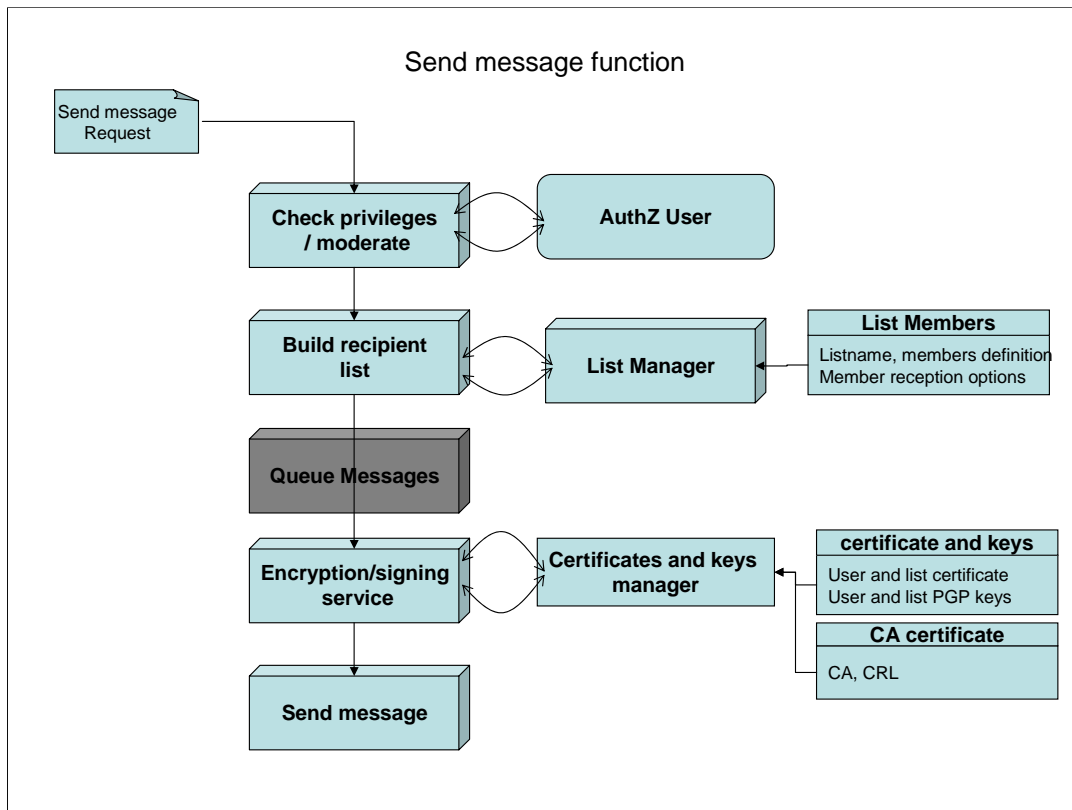 Send message function
Send message
Request
Check privileges
/ moderate
AuthZ User
Build recipient
list
List Manager
List Members
Listname, members definition
Member reception options
Queue Messages
Encryption/signing
service
Certificates and keys
manager
certificate and keys
User and list certificate
User and list PGP keys
CA certificate
CA, CRL
Send message